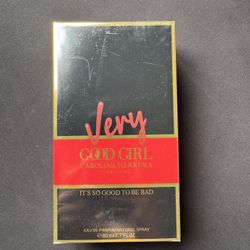 Very
GOOD GIRL
CAROLINA HERRERA
IT'S SO GOOD TO BE BAD
EAU DE PARFUM NATURAL SPRAY
80 ml 2.7 FL.OZ